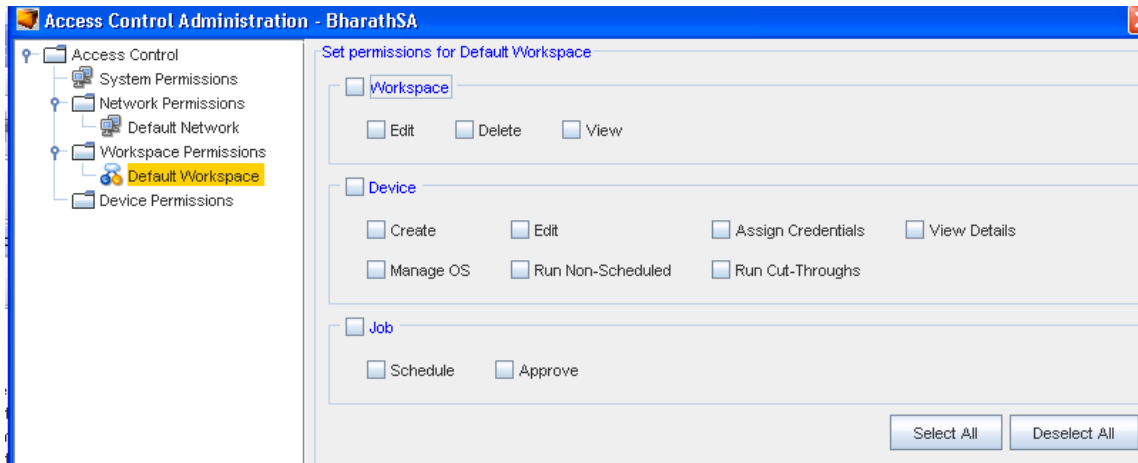 Access Control Administration - BharathSA
Access Control
System Permissions
Network Permissions
Default Network
Workspace Permissions
Default Workspace
Device Permissions
Set permissions for Default Workspace
Workspace
Edit Delete View
Device
Create Edit Assign Credentials View Details
Manage OS Run Non-Scheduled Run Cut-Throughs
Job
Schedule Approve
Select All Deselect All